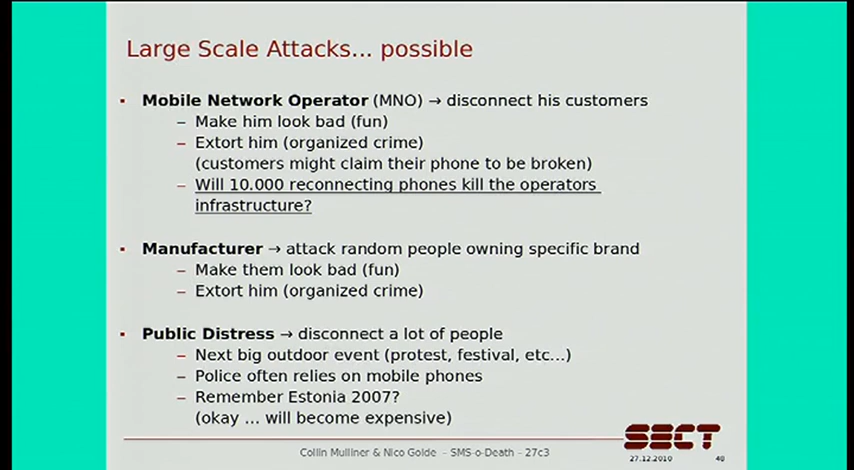 Large Scale Attacks... possible
▪ Mobile Network Operator (MNO) → disconnect his customers
– Make him look bad (fun)
– Extort him (organized crime)
(customers might claim their phone to be broken)
– Will 10.000 reconnecting phones kill the operators
infrastructure?
▪ Manufacturer → attack random people owning specific brand
– Make them look bad (fun)
– Extort him (organized crime)
▪ Public Distress → disconnect a lot of people
– Next big outdoor event (protest, festival, etc...)
– Police often relies on mobile phones
– Remember Estonia 2007?
(okay ... will become expensive)
SECT
Collin Mulliner & Nico Golde – SMS-o-Death – 27c3
27.12.2010 40